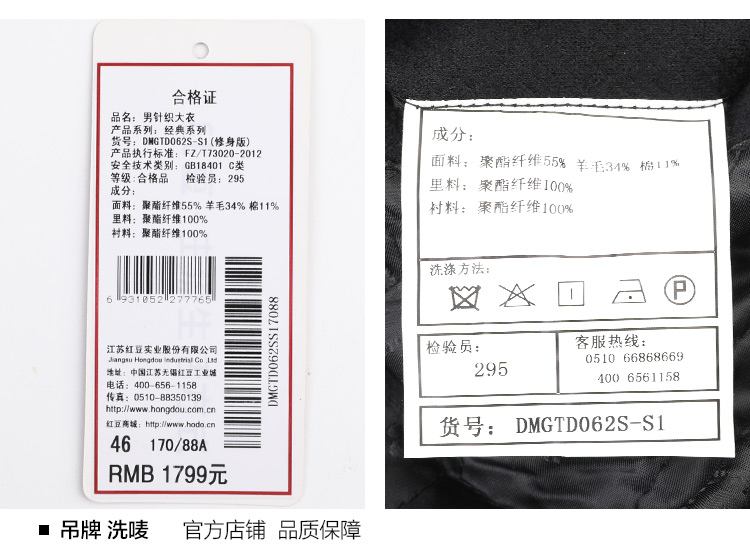 合格证
品名：男针织大衣
产品系列：经典系列
货号：DMGTD062S-S1(修身版)
产品执行标准：FZ/T73020-2012
安全技术类别：GB18401 C类
等级：合格品 检验员：295
成分：
面料：聚酯纤维55% 羊毛34% 棉11%
里料：聚酯纤维100%
衬料：聚酯纤维100%
6 931052 277765
DMGTD062SS17088
江苏红豆实业股份有限公司
Jiangsu Hongdou Industrial Co.,Ltd
地址：中国江苏无锡红豆工业城
电话：400-656-1158
传真：0510-88350139
http://www.hongdou.com.cn
红豆商城：http://www.hodo.cn
46 170/88A
RMB 1799元
成分：
面料：聚酯纤维55% 羊毛34% 棉11%
里料：聚酯纤维100%
衬料：聚酯纤维100%
洗涤方法：
P
检验员：
295
客服热线：
0510 66868669
400 6561158
货号：DMGTD062S-S1
吊牌 洗唛 官方店铺 品质保障